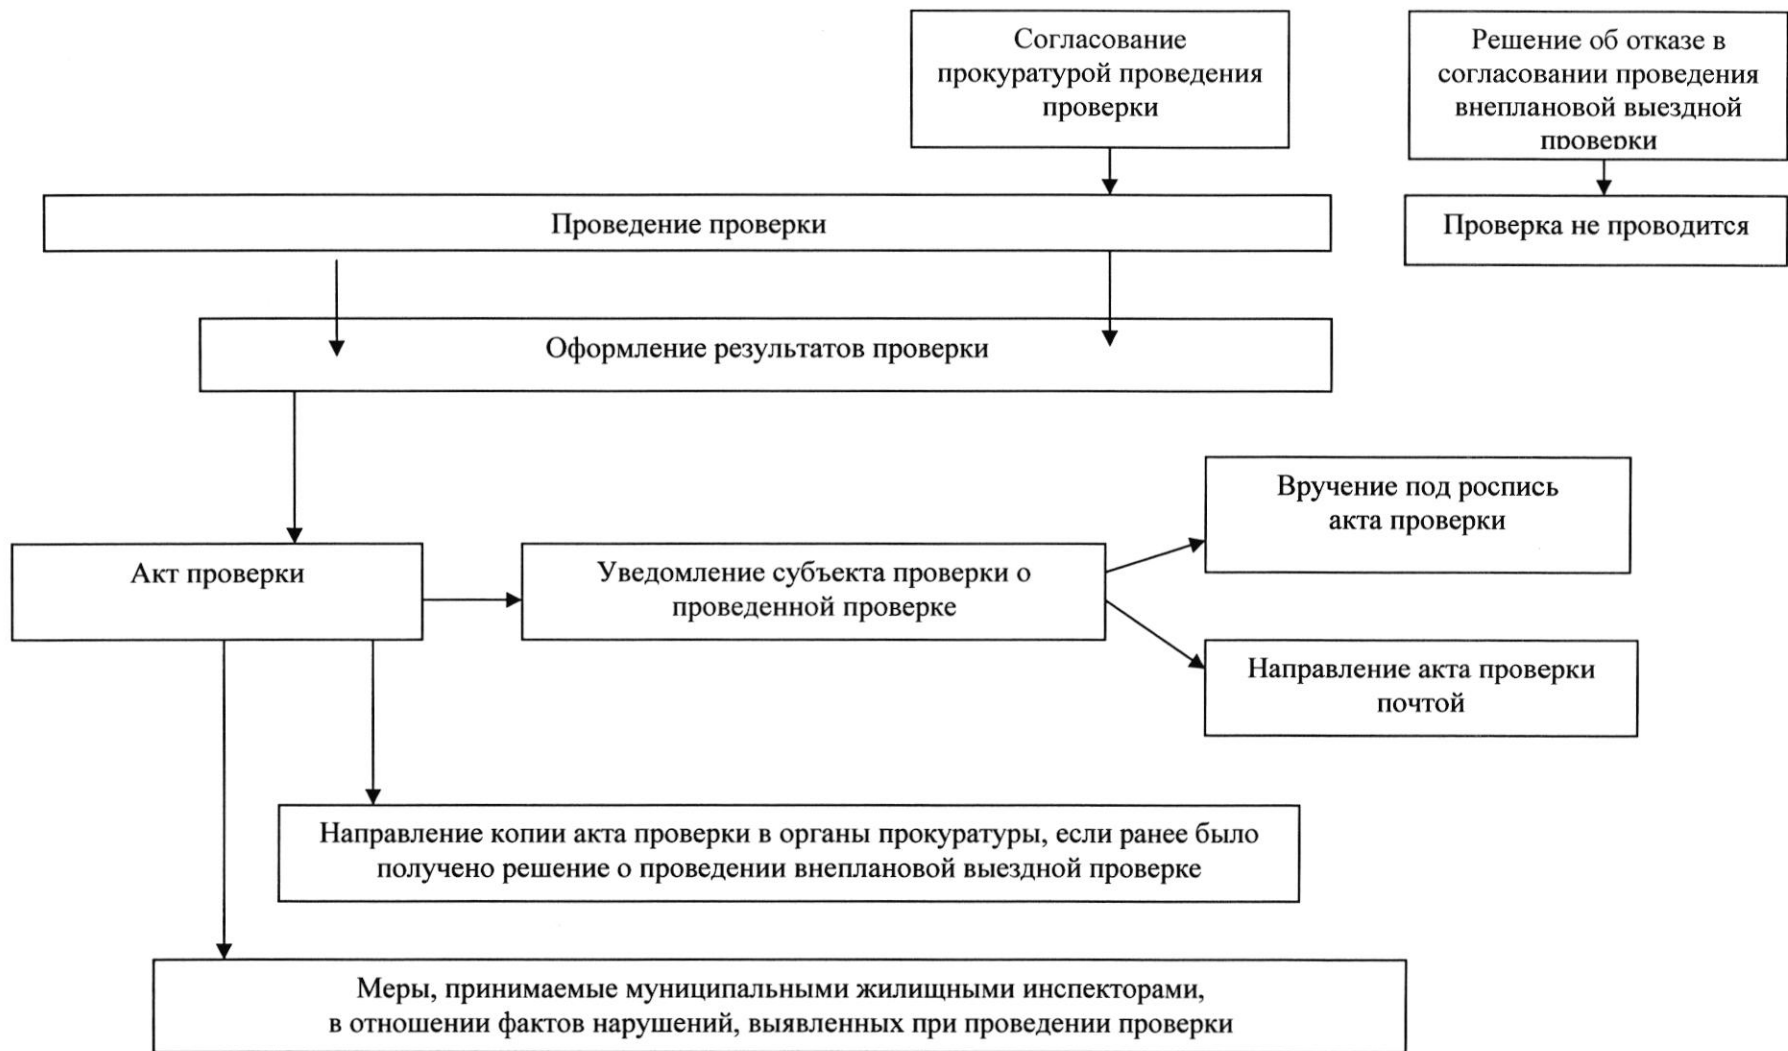 Согласование
прокуратурой проведения
проверки
Решение об отказе в
согласовании проведения
внеплановой выездной
проверки
Проведение проверки
Проверка не проводится
Оформление результатов проверки
Вручение под роспись
акта проверки
Акт проверки
Уведомление субъекта проверки о
проведенной проверке
Направление акта проверки
почтой
Направление копии акта проверки в органы прокуратуры, если ранее было
получено решение о проведении внеплановой выездной проверке
Меры, принимаемые муниципальными жилищными инспекторами,
в отношении фактов нарушений, выявленных при проведении проверки